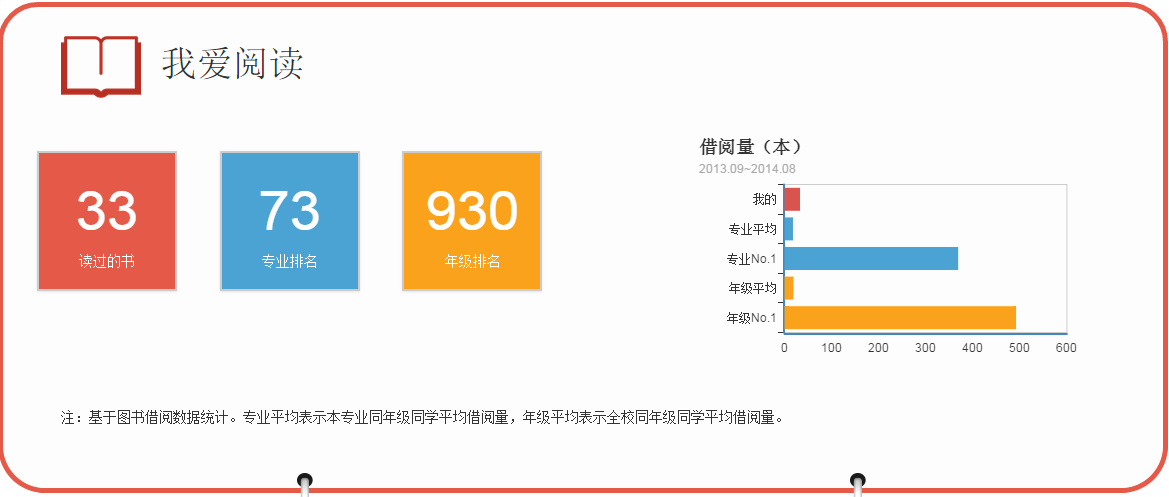 我爱阅读
33
读过的书
73
专业排名
930
年级排名
借阅量（本）
2013.09~2014.08
我的
专业平均
专业No.1
年级平均
年级No.1
0 100 200 300 400 500 600
注：基于图书借阅数据统计。专业平均表示本专业同年级同学平均借阅量，年级平均表示全校同年级同学平均借阅量。